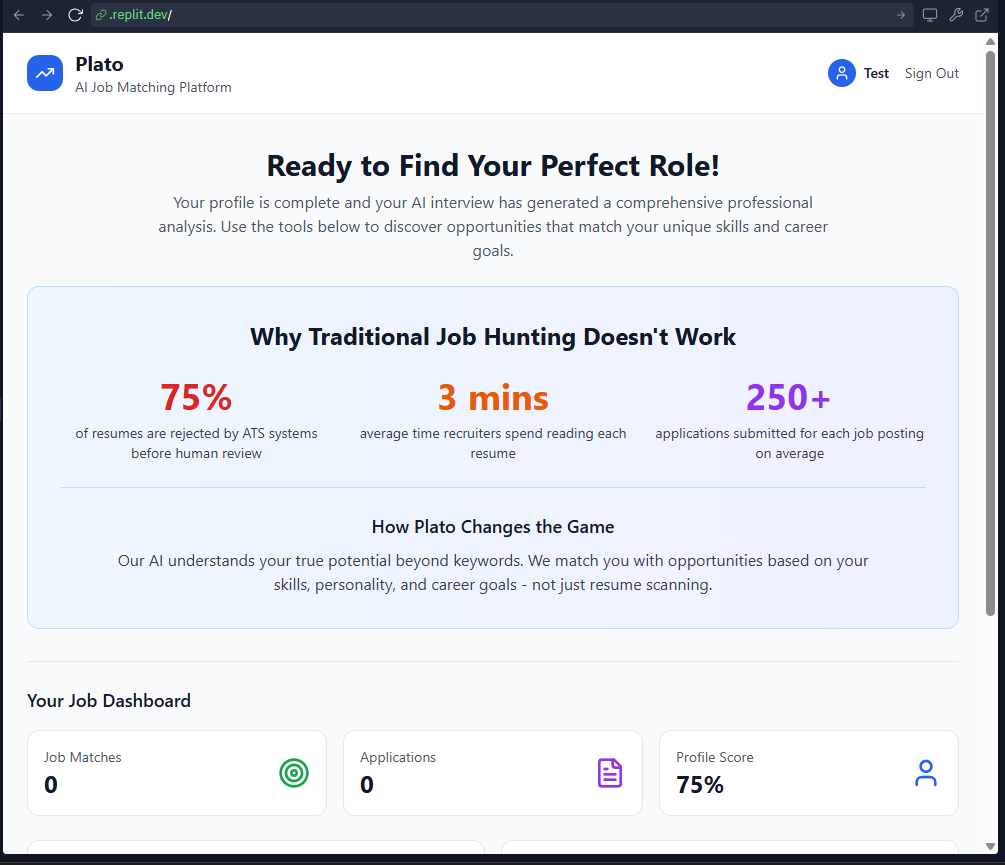 .replit.dev/
Plato
AI Job Matching Platform
Test
Sign Out
Ready to Find Your Perfect Role!
Your profile is complete and your AI interview has generated a comprehensive professional
analysis. Use the tools below to discover opportunities that match your unique skills and career
goals.
Why Traditional Job Hunting Doesn't Work
75%
of resumes are rejected by ATS systems
before human review
3 mins
average time recruiters spend reading each
resume
250+
applications submitted for each job posting
on average
How Plato Changes the Game
Our AI understands your true potential beyond keywords. We match you with opportunities based on your
skills, personality, and career goals - not just resume scanning.
Your Job Dashboard
Job Matches
0
Applications
0
Profile Score
75%